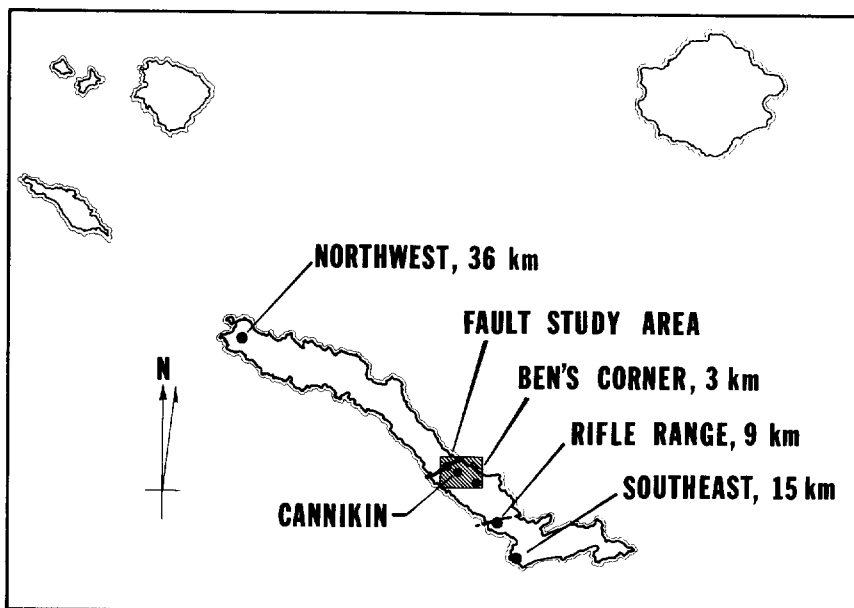 NORTHWEST, 36 km
FAULT STUDY AREA
N
BEN'S CORNER, 3 km
RIFLE RANGE, 9 km
SOUTHEAST, 15 km
CANNIKIN